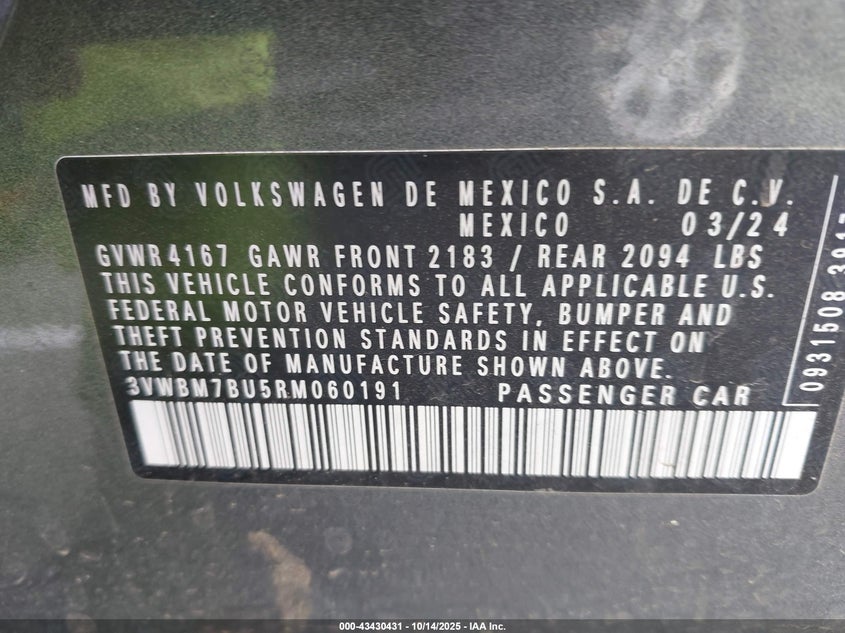 MFD BY VOLKSWAGEN DE MEXICO S.A. DE C.V.
MEXICO 03/24
GVWR 4167 GAWR FRONT 2183 / REAR 2094 LBS
THIS VEHICLE CONFORMS TO ALL APPLICABLE U.S.
FEDERAL MOTOR VEHICLE SAFETY, BUMPER AND
THEFT PREVENTION STANDARDS IN EFFECT ON
THE DATE OF MANUFACTURE SHOWN ABOVE.
3VWBM7BU5RM060191 PASSENGER CAR
0931508
000-43430431 - 10/14/2025 - IAA Inc.